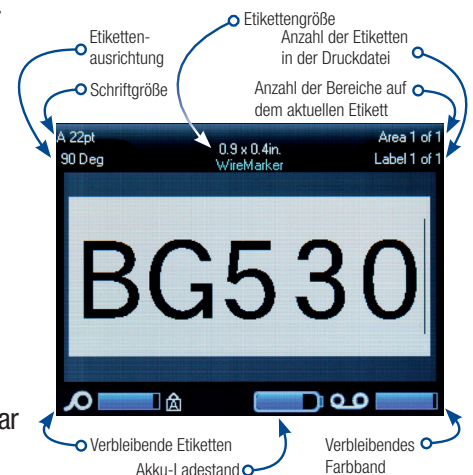 Etikettengröße
Etiketten-
ausrichtung
Anzahl der Etiketten
in der Druckdatei
Schriftgröße
Anzahl der Bereiche auf
dem aktuellen Etikett
A 22pt
90 Deg
0.9 x 0.4in.
WireMarker
Area 1 of 1
Label 1 of 1
BG530
A
ar
Verbleibende Etiketten
Akku-Ladestand
Verbleibendes
Farbband